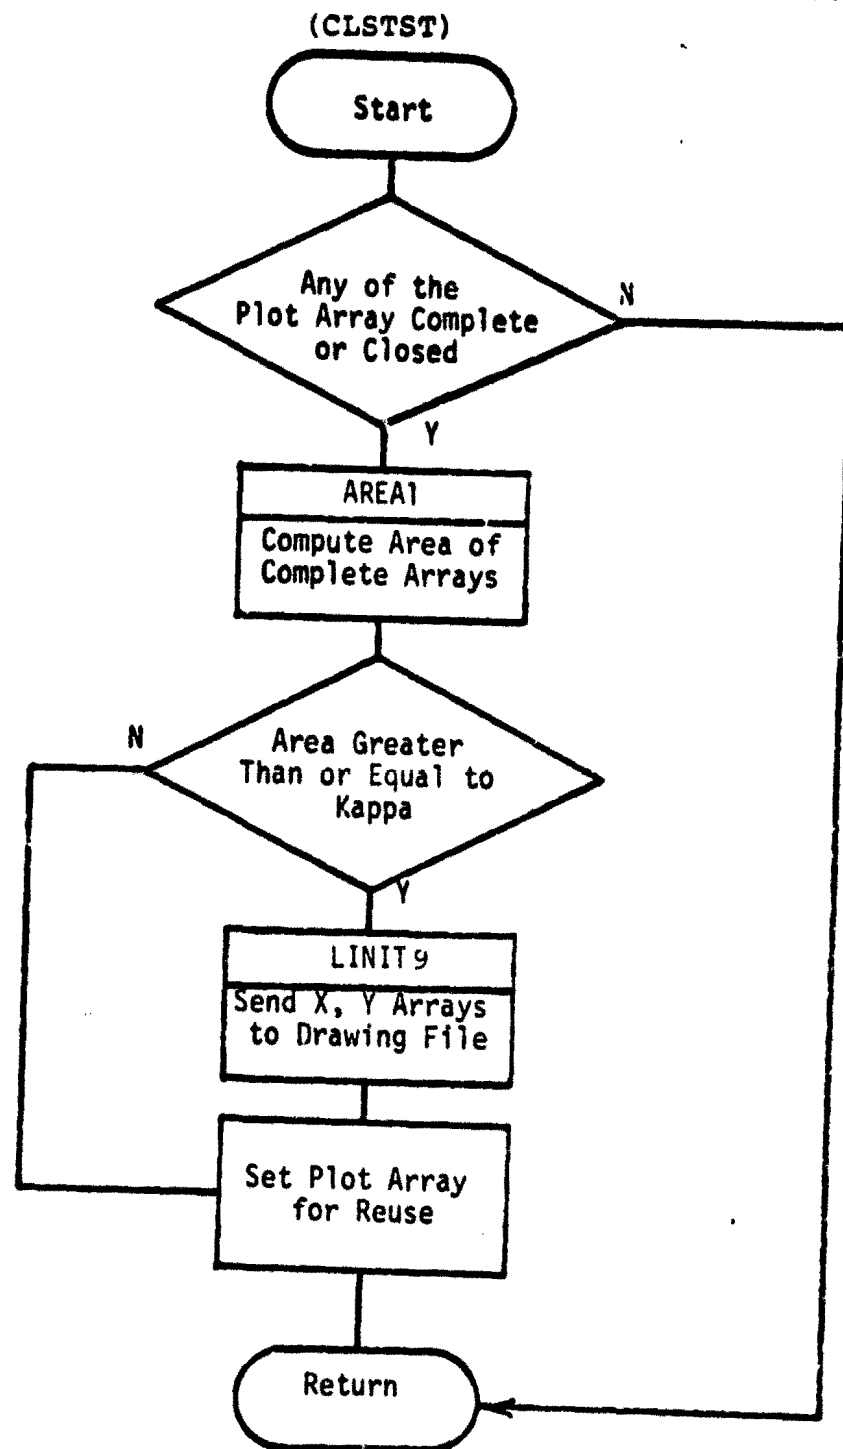 (CLSTST)
Start
Any of the
Plot Array Complete
or Closed
N
Y
AREA1
Compute Area of
Complete Arrays
N
Area Greater
Than or Equal to
Kappa
Y
LINIT9
Send X, Y Arrays
to Drawing File
Set Plot Array
for Reuse
Return